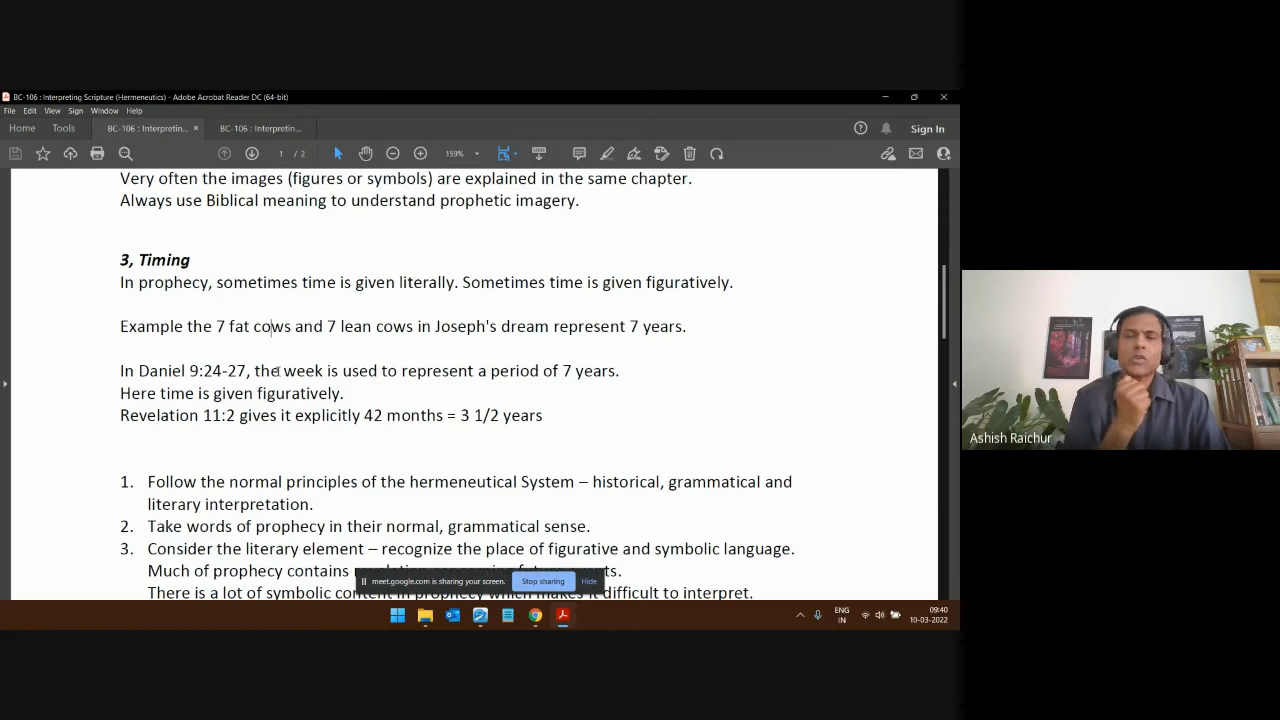 BC-106 : Interpreting Scripture (Hermeneutics) - Adobe Acrobat Reader DC (64-bit)
File Edit View Sign Window Help
Home Tools BC-106 : Interpretin... × BC-106 : Interpretin... Sign In
1 / 2 159%
Very often the images (figures or symbols) are explained in the same chapter.
Always use Biblical meaning to understand prophetic imagery.
3, Timing
In prophecy, sometimes time is given literally. Sometimes time is given figuratively.
Example the 7 fat cows and 7 lean cows in Joseph's dream represent 7 years.
In Daniel 9:24-27, the week is used to represent a period of 7 years.
Here time is given figuratively.
Revelation 11:2 gives it explicitly 42 months = 3 1/2 years
Ashish Raichur
1. Follow the normal principles of the hermeneutical System – historical, grammatical and
literary interpretation.
2. Take words of prophecy in their normal, grammatical sense.
3. Consider the literary element – recognize the place of figurative and symbolic language.
Much of prophecy contains
meet.google.com is sharing your screen. Stop sharing Hide
There is a lot of symbolic content in prophecy which makes it difficult to interpret.
ENG
IN
09:40
10-03-2022